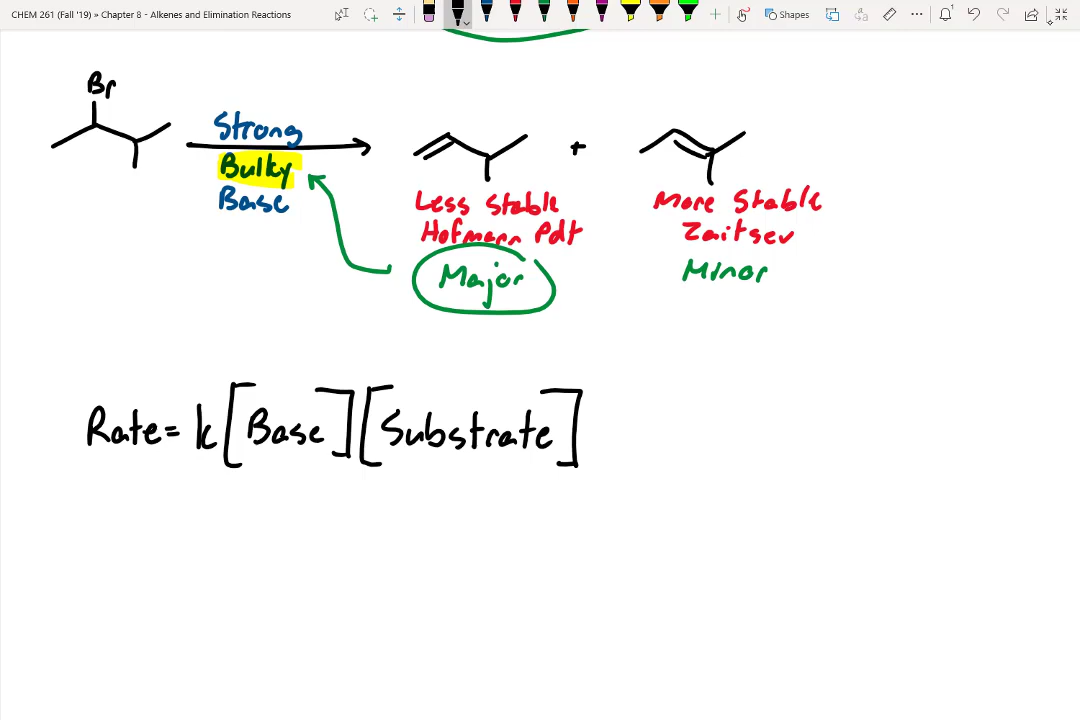 CHEM 261 (Fall '19) » Chapter 8 - Alkenes and Elimination Reactions
Shapes
Br
Strong
Bulky
Base
+
Less Stable
Hofmann Pdt
Major
More Stable
Zaitsev
Minor
Rate= k[Base][Substrate]